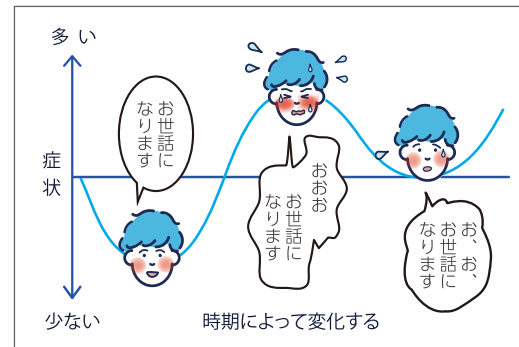 多い
症状
少ない
お世話に
なります
おおお
お世話に
なります
お、お、
お世話に
なります
時期によって変化する